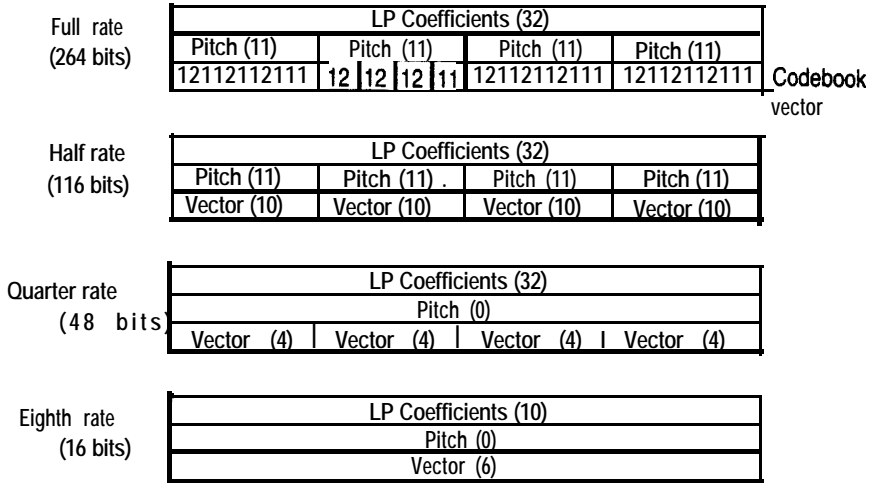 Full rate
(264 bits)
LP Coefficients (32)
Pitch (11) Pitch (11) Pitch (11) Pitch (11)
12112112111 12 12 12 11 12112112111 12112112111 Codebook
vector
Half rate
(116 bits)
LP Coefficients (32)
Pitch (11) Pitch (11) . Pitch (11) Pitch (11)
Vector (10) Vector (10) Vector (10) Vector (10)
Quarter rate
(48 bits)
LP Coefficients (32)
Pitch (0)
Vector (4) Vector (4) Vector (4) Vector (4)
Eighth rate
(16 bits)
LP Coefficients (10)
Pitch (0)
Vector (6)